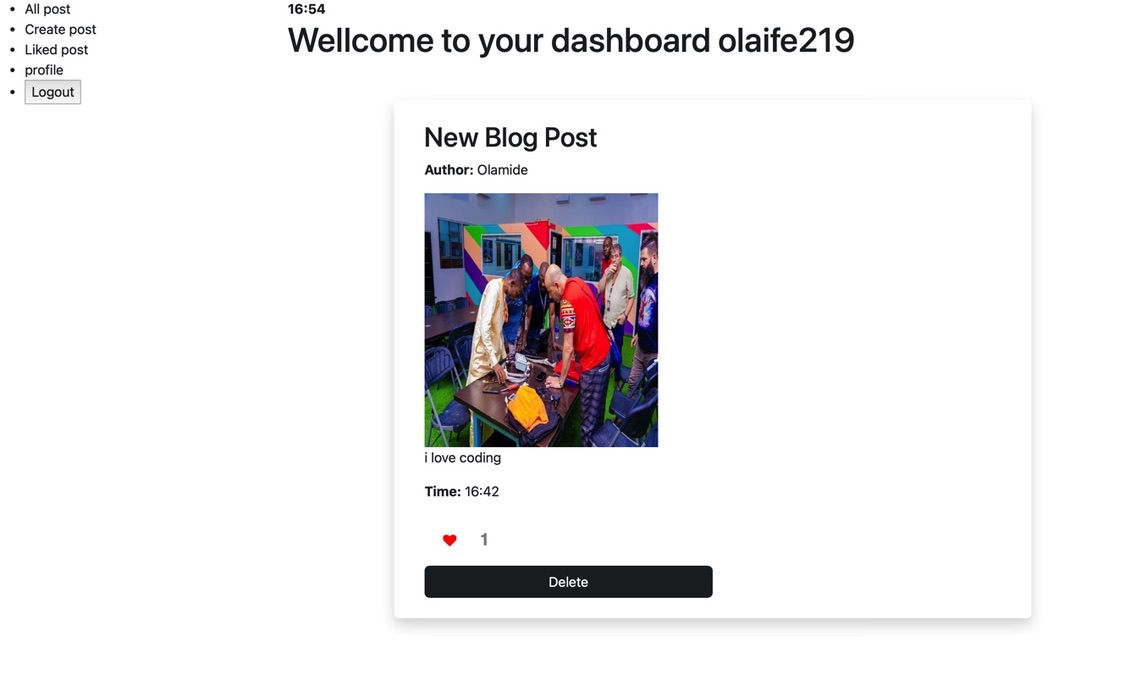 All post
Create post
Liked post
profile
Logout
16:54
Wellcome to your dashboard olaife219
New Blog Post
Author: Olamide
i love coding
Time: 16:42
1
Delete